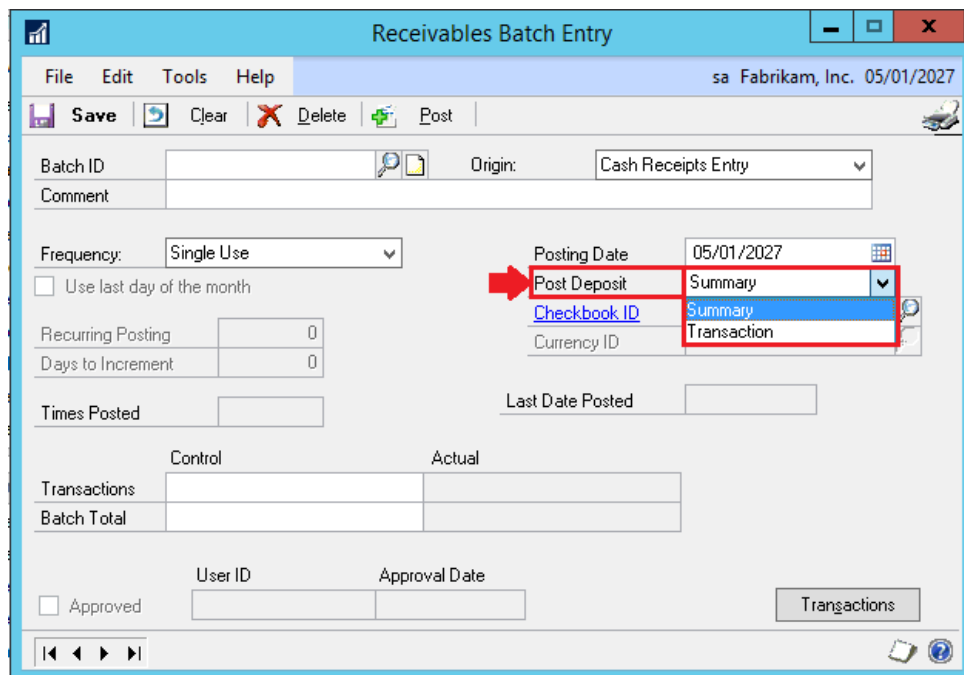 Receivables Batch Entry
File Edit Tools Help sa Fabrikam, Inc. 05/01/2027
Save Clear Delete Post
Batch ID Origin: Cash Receipts Entry
Comment
Frequency: Single Use Posting Date 05/01/2027
Use last day of the month Post Deposit Summary
Checkbook ID Summary
Transaction
Recurring Posting 0 Currency ID
Days to Increment 0
Times Posted Last Date Posted
Control Actual
Transactions
Batch Total
User ID Approval Date
Approved Transactions